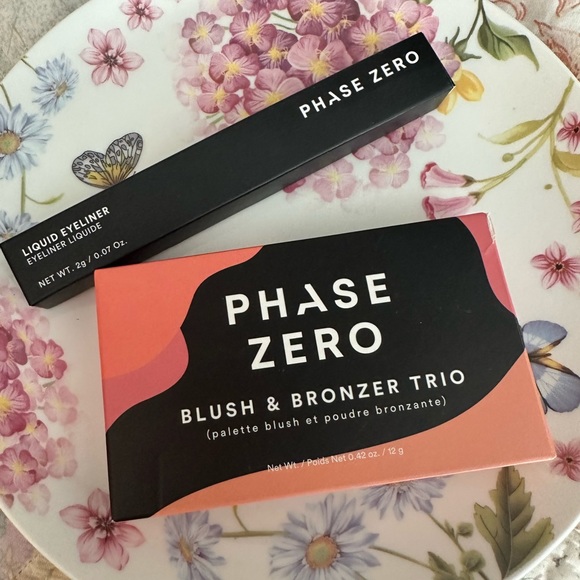 PHASE ZERO
LIQUID EYELINER
EYELINER LIQUIDE
NET WT. 2g / 0.07 Oz.
PHASE
ZERO
BLUSH & BRONZER TRIO
(palette blush et poudre bronzante)
Net Wt. / Poids Net 0.42 oz. / 12 g